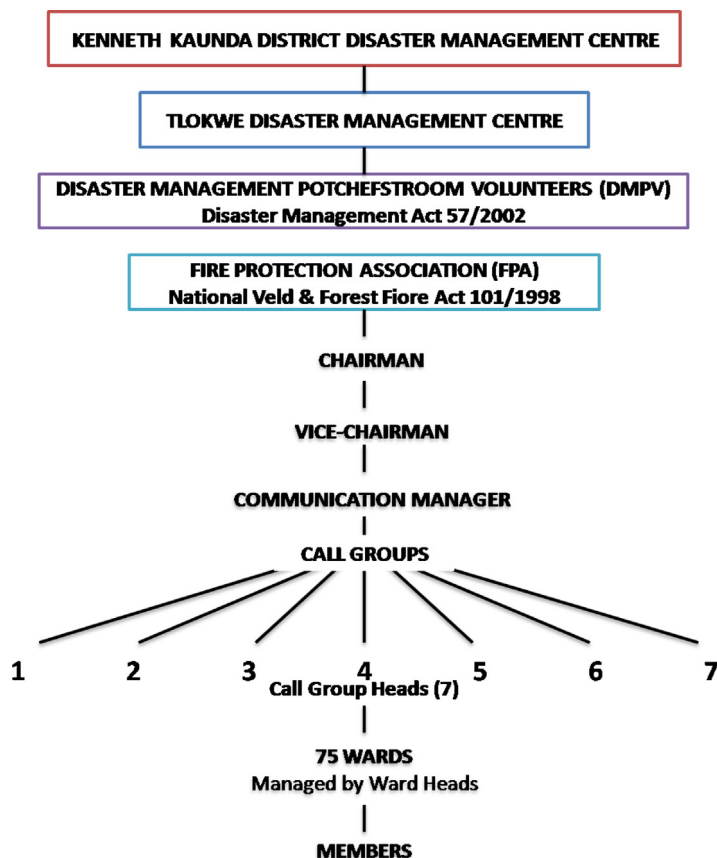 KENNETH KAUNDA DISTRICT DISASTER MANAGEMENT CENTRE
TLOKWE DISASTER MANAGEMENT CENTRE
DISASTER MANAGEMENT POTCHEFSTROOM VOLUNTEERS (DMPV)
Disaster Management Act 57/2002
FIRE PROTECTION ASSOCIATION (FPA)
National Veld & Forest Fiore Act 101/1998
CHAIRMAN
VICE-CHAIRMAN
COMMUNICATION MANAGER
CALL GROUPS
1 2 3 4 5 6 7
Call Group Heads (7)
75 WARDS
Managed by Ward Heads
MEMBERS